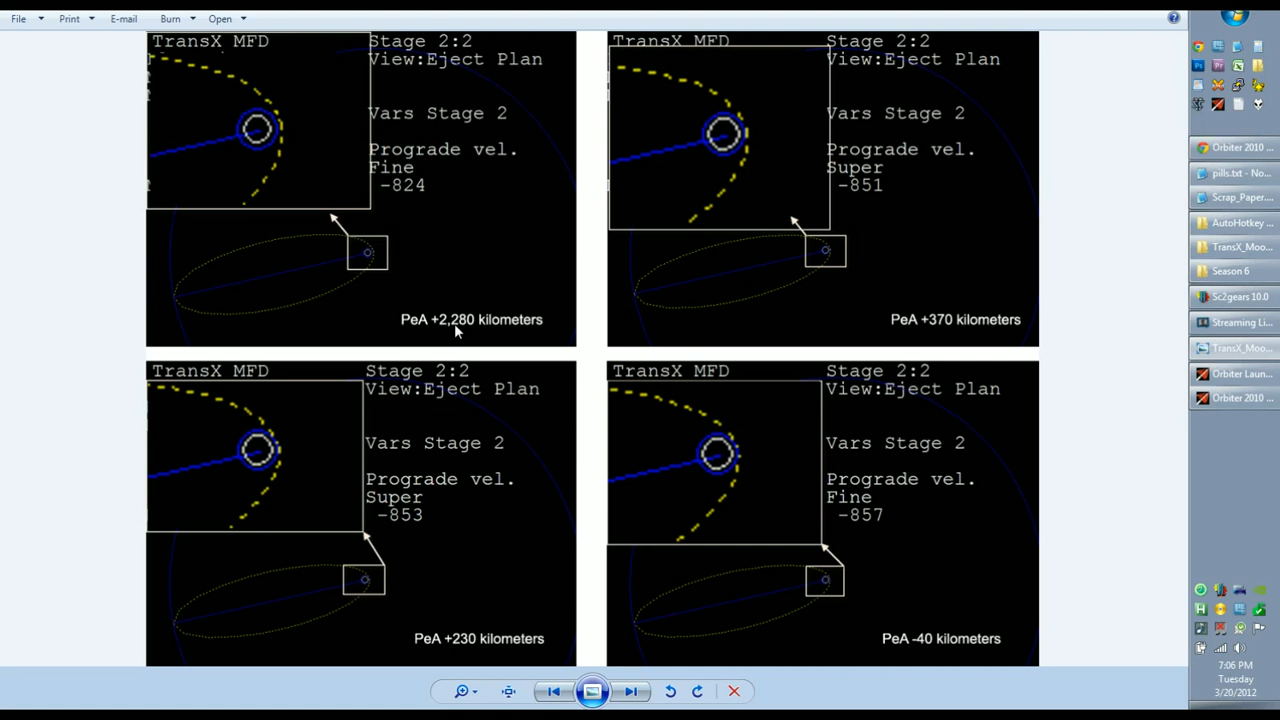 File Print E-mail Burn Open
TransX MFD
Stage 2:2
View:Eject Plan
Vars Stage 2
Prograde vel.
Fine
-824
PeA +2,280 kilometers
TransX MFD
Stage 2:2
View:Eject Plan
Vars Stage 2
Prograde vel.
Super
-851
PeA +370 kilometers
TransX MFD
Stage 2:2
View:Eject Plan
Vars Stage 2
Prograde vel.
Super
-853
PeA +230 kilometers
TransX MFD
Stage 2:2
View:Eject Plan
Vars Stage 2
Prograde vel.
Fine
-857
PeA -40 kilometers
Orbiter 2010 ...
pills.txt - No...
Scrap_Paper...
AutoHotkey
TransX_Moo...
Season 6
Sc2gears 10.0
Streaming Li...
TransX_Moo...
Orbiter Laun...
Orbiter 2010 ...
7:06 PM
Tuesday
3/20/2012